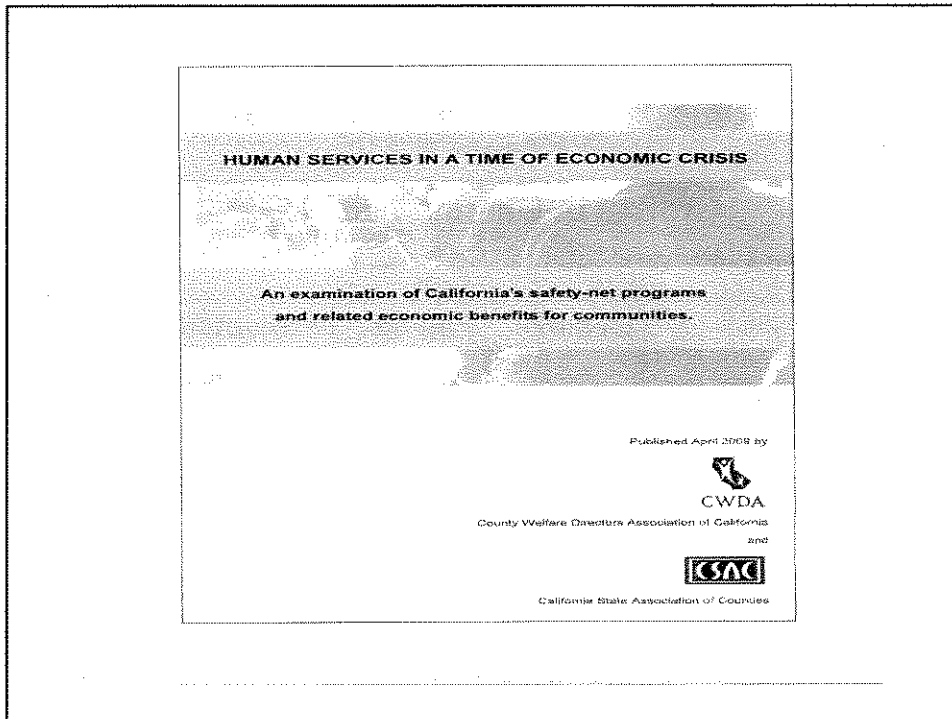 HUMAN SERVICES IN A TIME OF ECONOMIC CRISIS
An examination of California's safety-net programs
and related economic benefits for communities.
Published April 2009 by
CWDA
County Welfare Directors Association of California
and
CSAC
California State Association of Counties